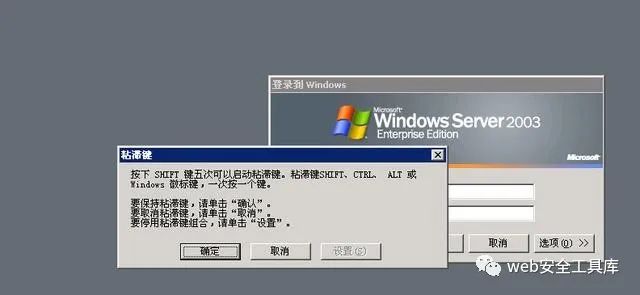 登录到 Windows
Microsoft
Windows Server 2003
Enterprise Edition
Microsoft
粘滞键
按下 SHIFT 键五次可以启动粘滞键。粘滞键SHIFT、CTRL、 ALT 或
Windows 徽标键，一次按一个键。
要保持粘滞键，请单击“确认”。
要取消粘滞键，请单击“取消”。
要停用粘滞键组合，请单击“设置”。
确定 取消 设置(S)
取消 选项(O) >>
web安全工具库